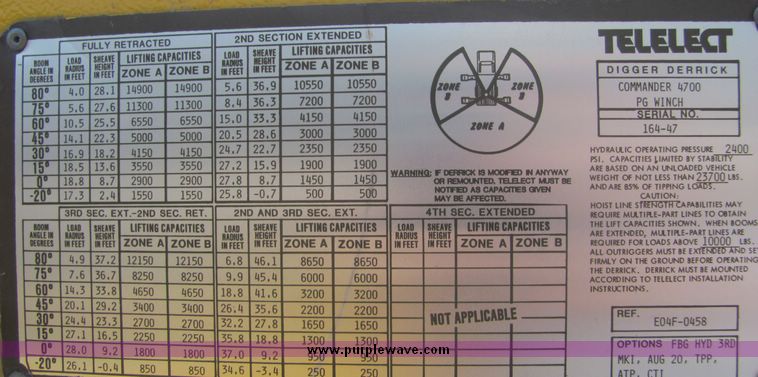 FULLY RETRACTED 2ND SECTION EXTENDED
BOOM ANGLE IN DEGREES LOAD RADIUS IN FEET SHEAVE HEIGHT IN FEET LIFTING CAPACITIES ZONE A ZONE B LOAD RADIUS IN FEET SHEAVE HEIGHT IN FEET LIFTING CAPACITIES ZONE A ZONE B
80° 4.0 28.1 14900 14900 5.6 36.9 10550 10550
75° 5.6 27.6 11300 11300 8.4 36.3 7200 7200
60° 10.5 25.5 6550 6550 15.0 33.3 4150 4150
45° 14.1 22.3 5000 5000 20.5 28.6 3000 3000
30° 16.9 18.2 4150 4150 24.7 22.7 2350 2350
15° 18.5 13.6 3550 3550 27.2 15.9 1900 1900
0° 18.8 8.7 2900 2900 27.8 8.7 1450 1450
-20° 17.3 2.4 1550 1550 25.8 -0.7 500 500
3RD SEC. EXT.-2ND SEC. RET. 2ND AND 3RD SEC. EXT. 4TH SEC. EXTENDED
BOOM ANGLE IN DEGREES LOAD RADIUS IN FEET SHEAVE HEIGHT IN FEET LIFTING CAPACITIES ZONE A ZONE B LOAD RADIUS IN FEET SHEAVE HEIGHT IN FEET LIFTING CAPACITIES ZONE A ZONE B LOAD RADIUS IN FEET SHEAVE HEIGHT IN FEET LIFTING CAPACITIES ZONE A ZONE B
80° 4.9 37.2 12150 12150 6.8 46.1 8650 8650
75° 7.6 36.7 8250 8250 9.9 45.4 6000 6000
60° 14.3 33.8 4650 4650 18.8 41.6 3200 3200
45° 20.1 29.2 3400 3400 26.4 35.6 2200 2200
30° 24.4 23.3 2700 2700 32.2 27.8 1650 1650
15° 27.1 16.5 2250 2250 35.8 18.8 1300 1300
0° 28.0 9.2 1800 1800 37.0 9.2 950 950
-20° 26.1 -0.4 850 850 34.6 -3.4 250 250
NOT APPLICABLE
ZONE B
ZONE B
ZONE A
WARNING: IF DERRICK IS MODIFIED IN ANYWAY
OR REMOUNTED, TELELECT MUST BE
NOTIFIED AS CAPACITIES GIVEN
MAY BE AFFECTED.
TELELECT
DIGGER DERRICK
COMMANDER 4700
PG WINCH
SERIAL NO.
164-47
HYDRAULIC OPERATING PRESSURE 2400
PSI. CAPACITIES LIMITED BY STABILITY
ARE BASED ON AN UNLOADED VEHICLE
WEIGHT OF NOT LESS THAN 23700 LBS.
AND ARE 85% OF TIPPING LOADS.
CAUTION:
HOIST LINE STRENGTH CAPABILITIES MAY
REQUIRE MULTIPLE-PART LINES TO OBTAIN
THE LIFT CAPACITIES SHOWN. WHEN BOOMS
ARE EXTENDED, MULTIPLE-PART LINES ARE
REQUIRED FOR LOADS ABOVE 10000 LBS.
ALL OUTRIGGERS MUST BE EXTENDED AND SET
FIRMLY ON THE GROUND BEFORE OPERATING
THE DERRICK. DERRICK MUST BE MOUNTED
ACCORDING TO TELELECT INSTALLATION
INSTRUCTIONS.
REF.
E04F-0458
OPTIONS FBG HYD 3RD
MKI, AUG 20, TPP,
ATP, CTI
www.purplewave.com